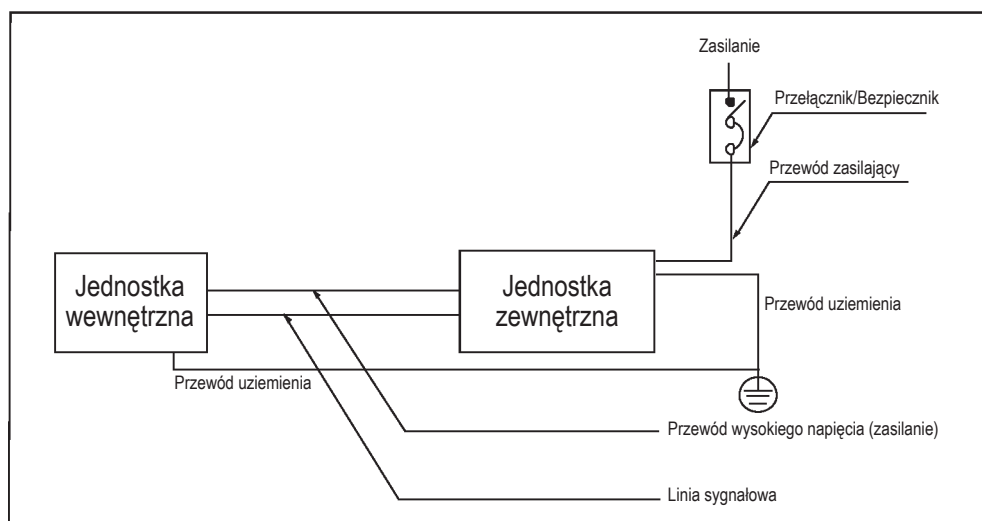 Zasilanie
Przełącznik/Bezpiecznik
Przewód zasilający
Jednostka
wewnętrzna
Jednostka
zewnętrzna
Przewód uziemienia
Przewód uziemienia
Przewód wysokiego napięcia (zasilanie)
Linia sygnałowa